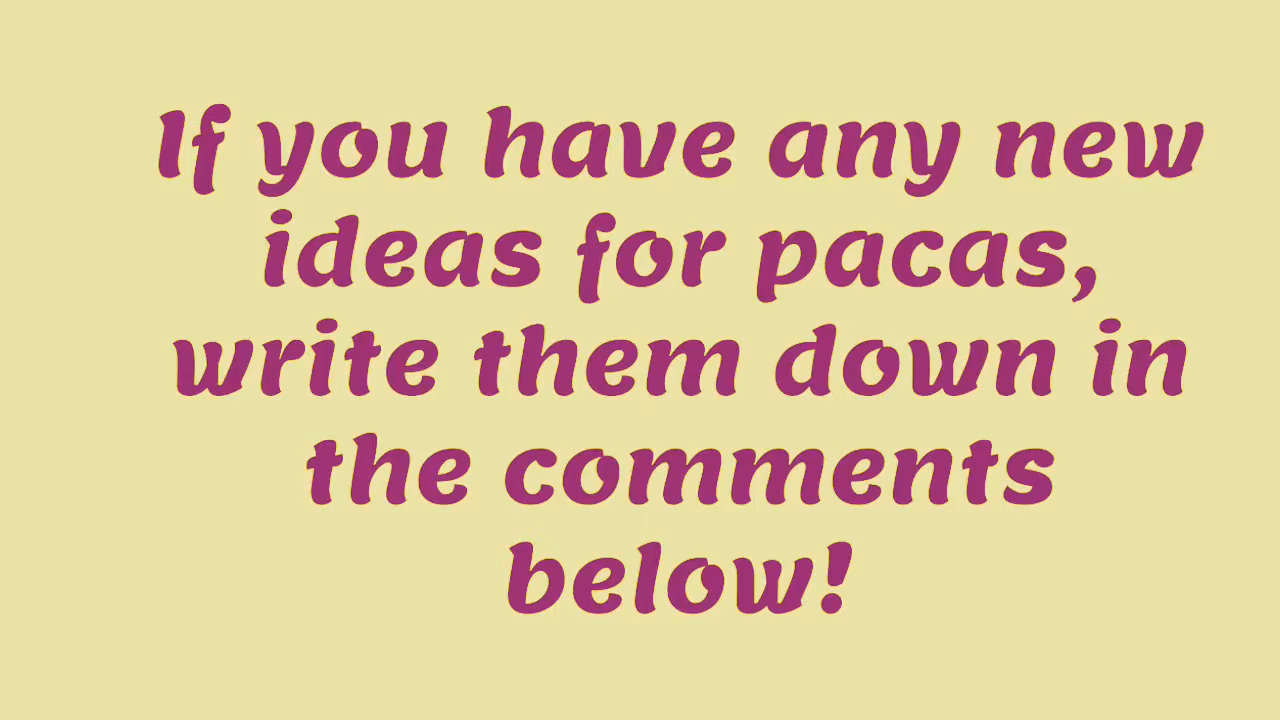 If you have any new
ideas for pacas,
write them down in
the comments
below!